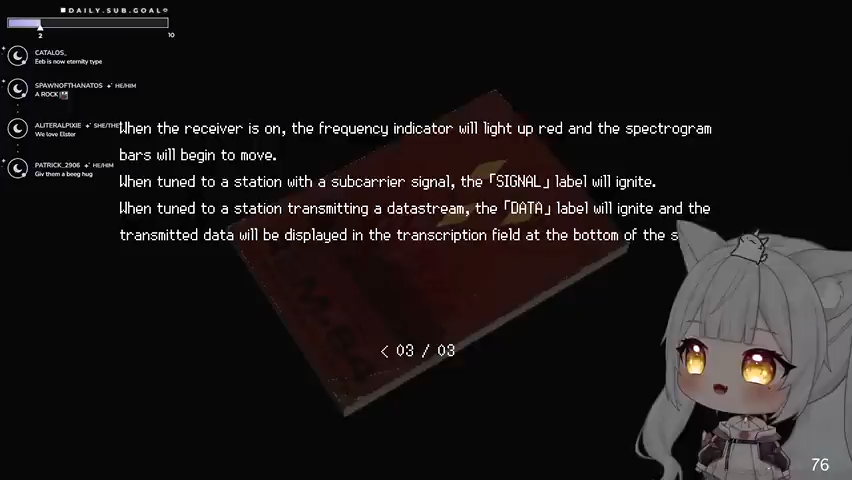 DAILY.SUB.GOAL
2
10
CATALOS_
Eeb is now eternity type
SPAWNOFTHANATOS HE/HIM
A ROCK
ALITERALPIXIE SHE/THE
We love Elster
PATRICK_2906 HE/HIM
Giv them a beeg hug
When the receiver is on, the frequency indicator will light up red and the spectrogram
bars will begin to move.
When tuned to a station with a subcarrier signal, the「SIGNAL」label will ignite.
When tuned to a station transmitting a datastream, the「DATA」label will ignite and the
transmitted data will be displayed in the transcription field at the bottom of the s
< 03 / 03
76